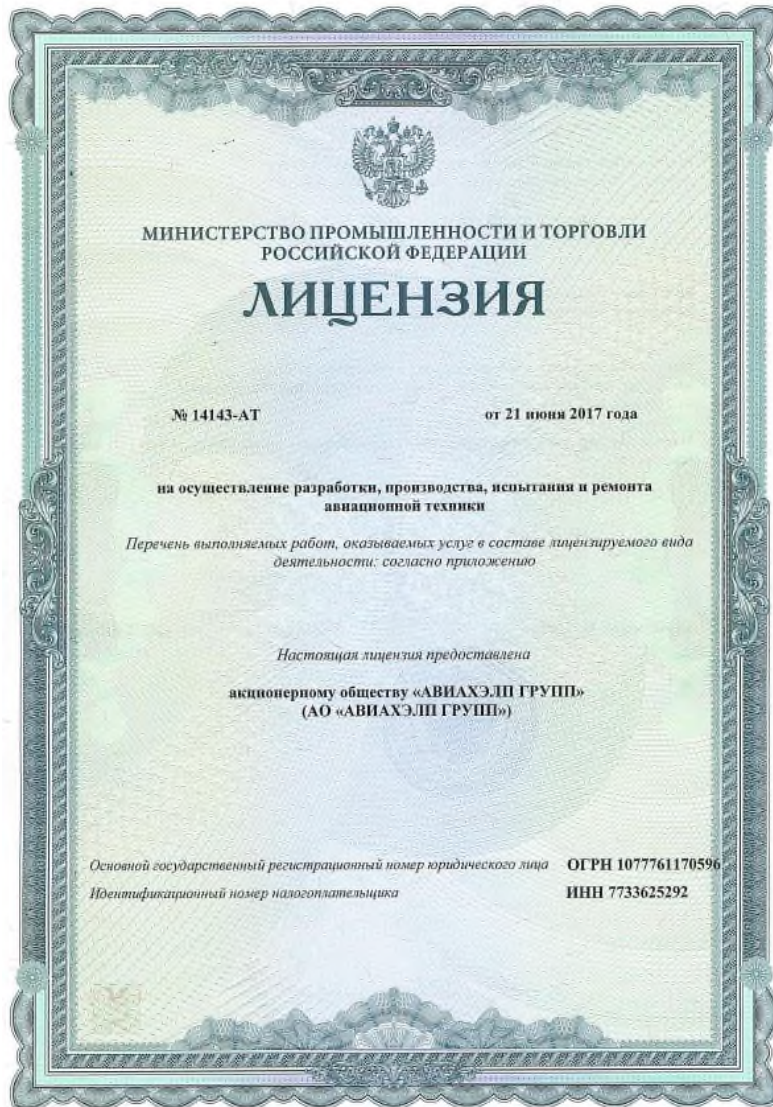 МИНИСТЕРСТВО ПРОМЫШЛЕННОСТИ И ТОРГОВЛИ
РОССИЙСКОЙ ФЕДЕРАЦИИ
ЛИЦЕНЗИЯ
№ 14143-АТ от 21 июня 2017 года
на осуществление разработки, производства, испытания и ремонта
авиационной техники
Перечень выполняемых работ, оказываемых услуг в составе лицензируемого вида
деятельности: согласно приложению
Настоящая лицензия предоставлена
акционерному обществу «АВИАХЭЛП ГРУПП»
(АО «АВИАХЭЛП ГРУПП»)
Основной государственный регистрационный номер юридического лица ОГРН 1077761170596
Идентификационный номер налогоплательщика ИНН 7733625292